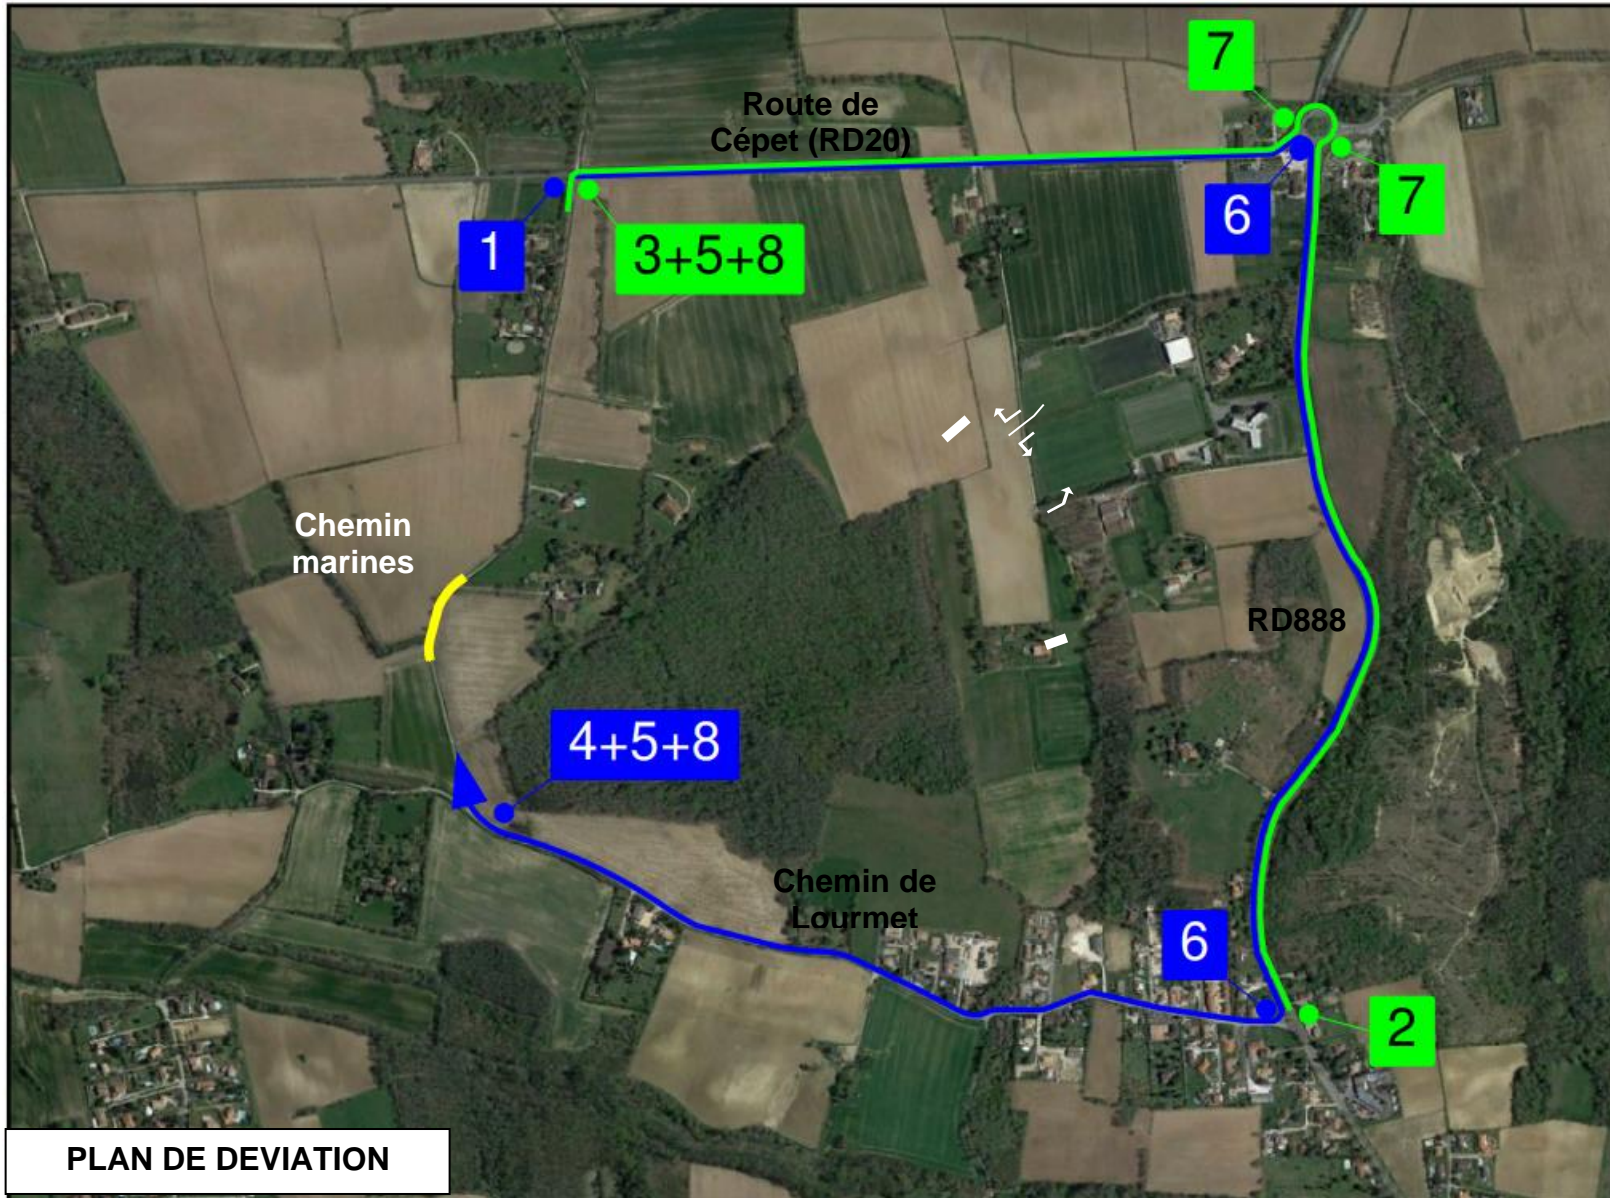 7
Route de
Cépet (RD20)
7
1
6
3+5+8
Chemin
marines
RD888
4+5+8
Chemin de
Lourmet
6
2
PLAN DE DEVIATION